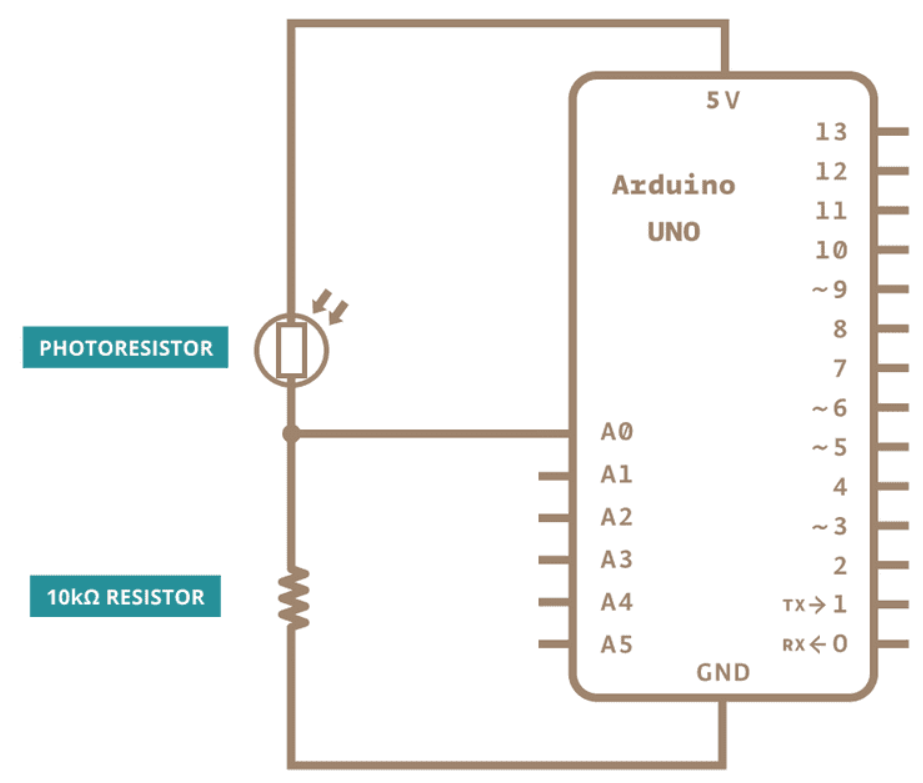 5V
13
12
Arduino
11
UNO
10
~9
8
PHOTORESISTOR
7
~6
A0
~5
A1
4
A2
~3
A3
2
10kΩ RESISTOR
A4
TX→1
A5
RX←0
GND